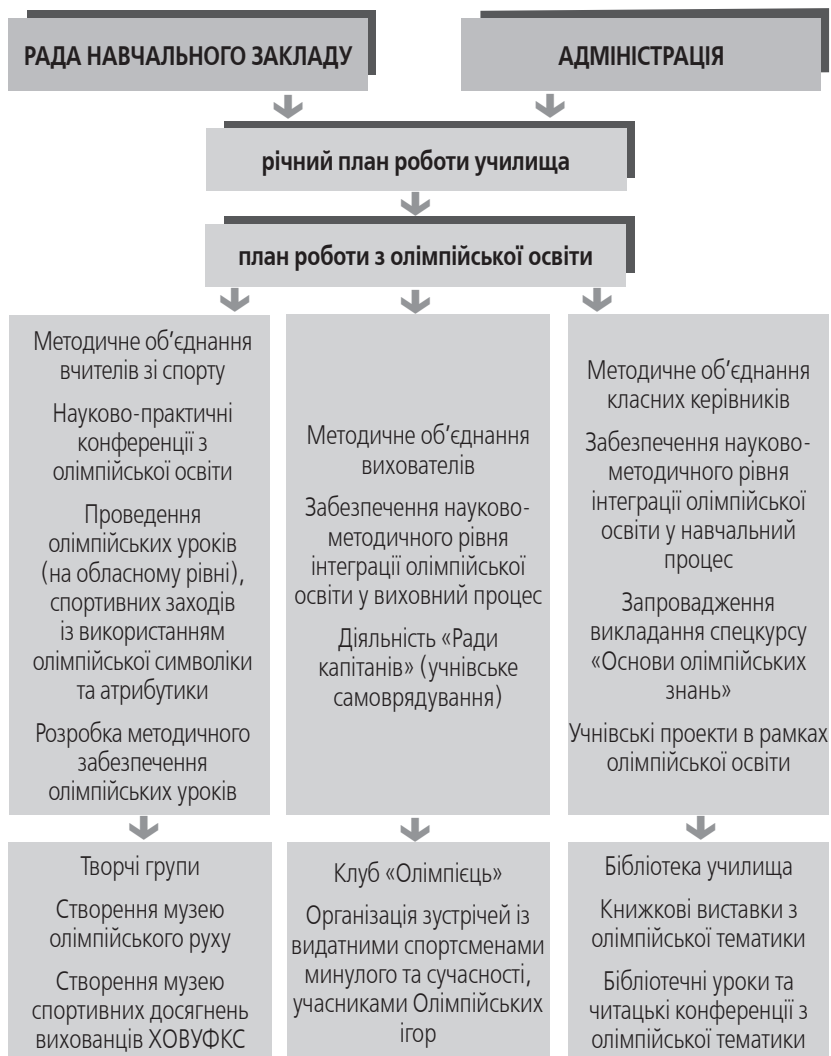 РАДА НАВЧАЛЬНОГО ЗАКЛАДУ
АДМІНІСТРАЦІЯ
річний план роботи училища
план роботи з олімпійської освіти
Методичне об’єднання
вчителів зі спорту
Науково-практичні
конференції з
олімпійської освіти
Проведення
олімпійських уроків
(на обласному рівні),
спортивних заходів
із використанням
олімпійської символіки
та атрибутики
Розробка методичного
забезпечення
олімпійських уроків
Методичне об’єднання
вихователів
Забезпечення науково-
методичного рівня
інтеграції олімпійської
освіти у виховний процес
Діяльність «Ради
капітанів» (учнівське
самоврядування)
Методичне об’єднання
класних керівників
Забезпечення науково-
методичного рівня
інтеграції олімпійської
освіти у навчальний
процес
Запровадження
викладання спецкурсу
«Основи олімпійських
знань»
Учнівські проекти в рамках
олімпійської освіти
Творчі групи
Створення музею
олімпійського руху
Створення музею
спортивних досягнень
вихованців ХОВУФКС
Клуб «Олімпієць»
Організація зустрічей із
видатними спортсменами
минулого та сучасності,
учасниками Олімпійських
ігор
Бібліотека училища
Книжкові виставки з
олімпійської тематики
Бібліотечні уроки та
читацькі конференції з
олімпійської тематики